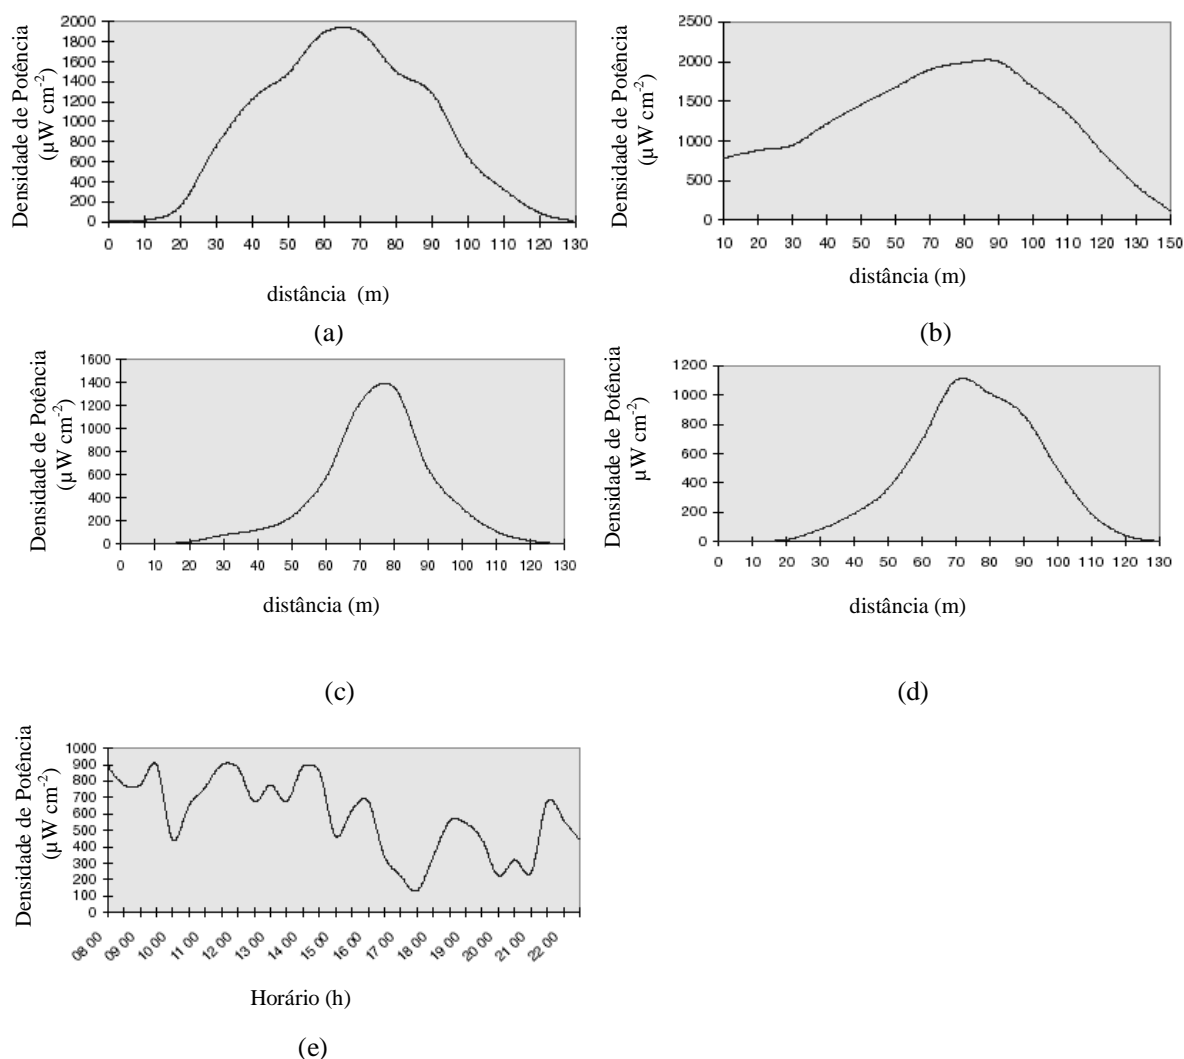 Densidade de Potência
(µW cm-2)
2000
1800
1600
1400
1200
1000
800
600
400
200
0
0 10 20 30 40 50 60 70 80 90 100 110 120 130
distância (m)
(a)
Densidade de Potência
(µW cm-2)
2500
2000
1500
1000
500
0
10 20 30 40 50 60 70 80 90 100 110 120 130 150
distância (m)
(b)
Densidade de Potência
(µW cm-2)
1600
1400
1200
1000
800
600
400
200
0
0 10 20 30 40 50 60 70 80 90 100 110 120 130
distância (m)
(c)
Densidade de Potência
µW cm-2)
1200
1000
800
600
400
200
0
0 10 20 30 40 50 60 70 80 90 100 110 120 130
distância (m)
(d)
Densidade de Potência
(µW cm-2)
1000
900
800
700
600
500
400
300
200
100
0
08 00 09 00 10 00 11 00 12 00 13 00 14 00 15 00 16 00 17 00 18 00 19 00 20 00 21 00 22 00
Horário (h)
(e)